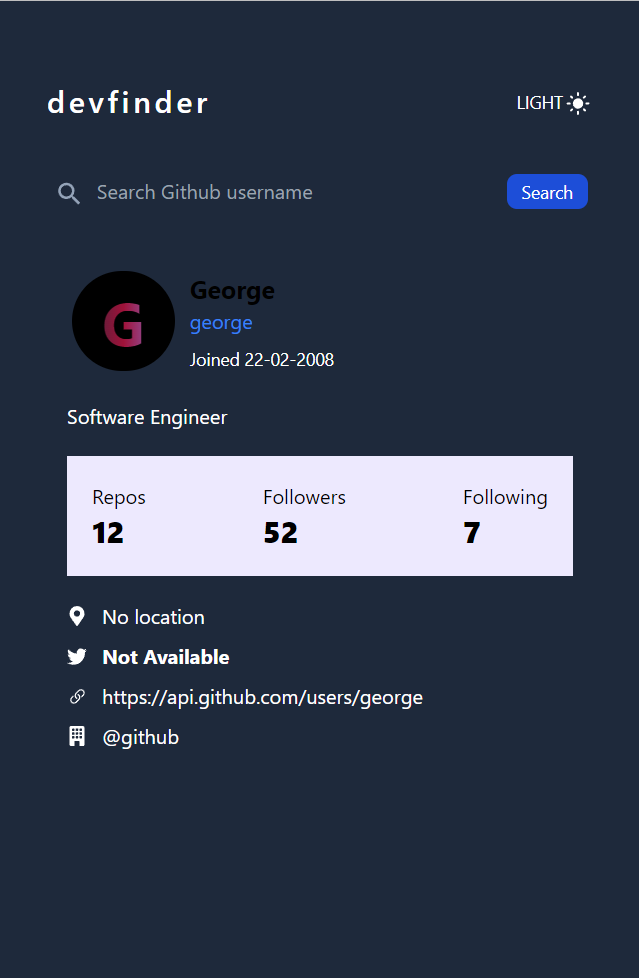 devfinder
LIGHT
Search Github username
Search
G
George
george
Joined 22-02-2008
Software Engineer
Repos Followers Following
12 52 7
No location
Not Available
https://api.github.com/users/george
@github